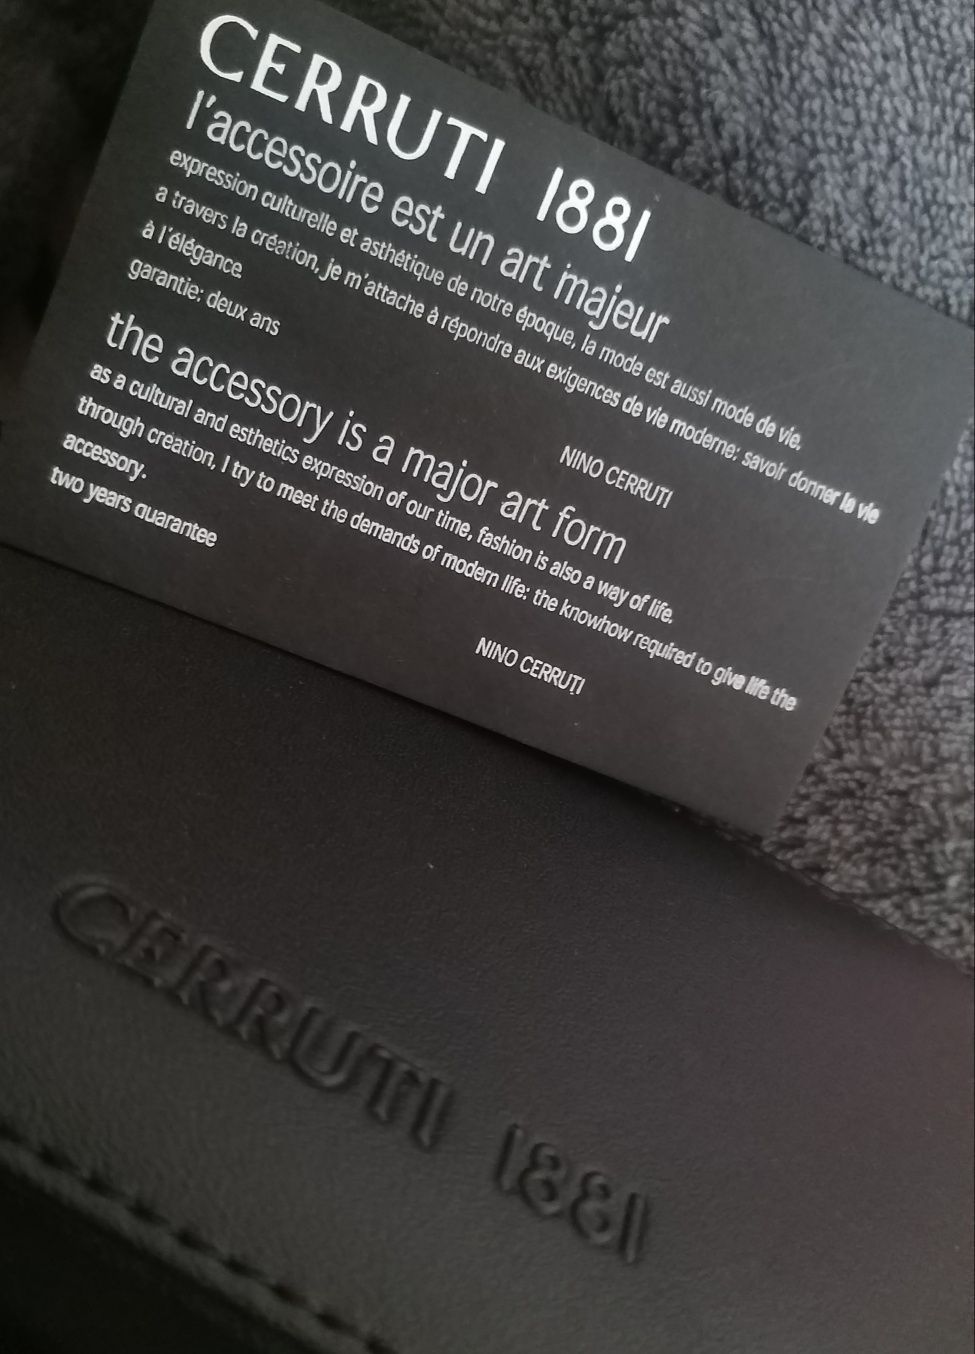 CERRUTI 1881
l'accessoire est un art majeur
expression culturelle et asthétique de notre époque, la mode est aussi mode de vie.
a travers la création, je m'attache à répondre aux exigences de vie moderne: savoir donner la vie
à l'élégance
garantie: deux ans
NINO CERRUTI
the accessory is a major art form
as a cultural and esthetics expression of our time, fashion is also a way of life.
through création, I try to meet the demands of modern life: the knowhow required to give life the
accessory.
two years guarantee
NINO CERRUTI
CERRUTI 1881